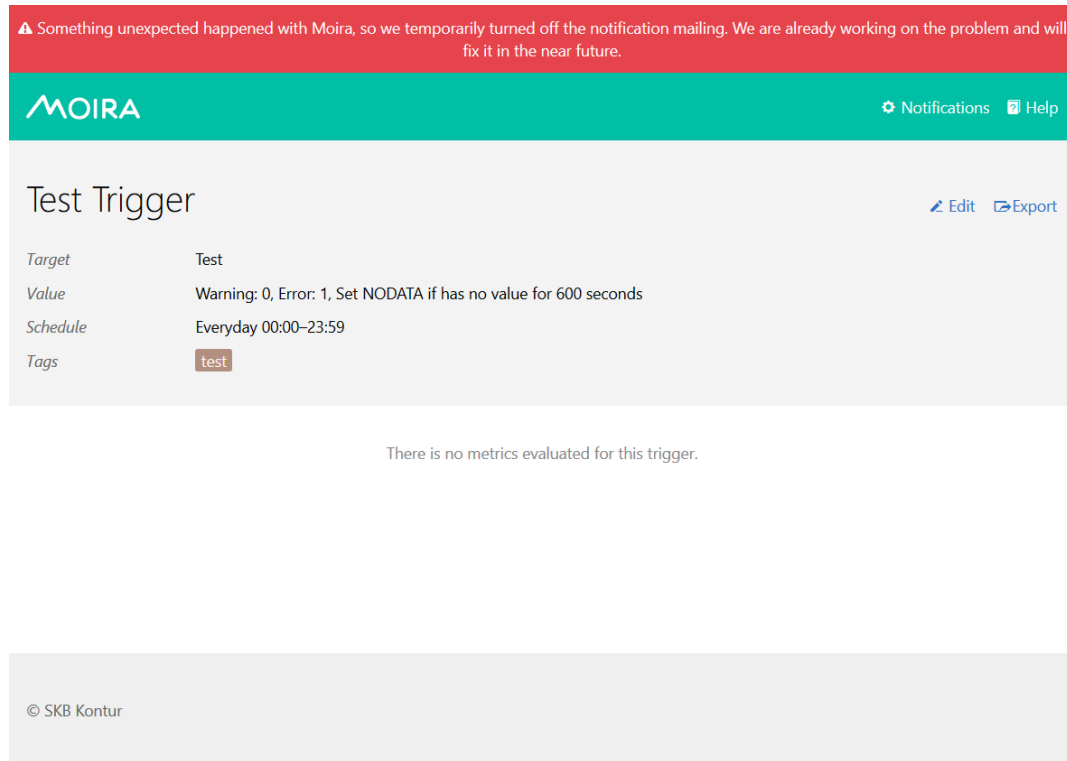 Something unexpected happened with Moira, so we temporarily turned off the notification mailing. We are already working on the problem and will
fix it in the near future.
MOIRA
Notifications Help
Test Trigger
Edit Export
Target Test
Value Warning: 0, Error: 1, Set NODATA if has no value for 600 seconds
Schedule Everyday 00:00–23:59
Tags test
There is no metrics evaluated for this trigger.
© SKB Kontur